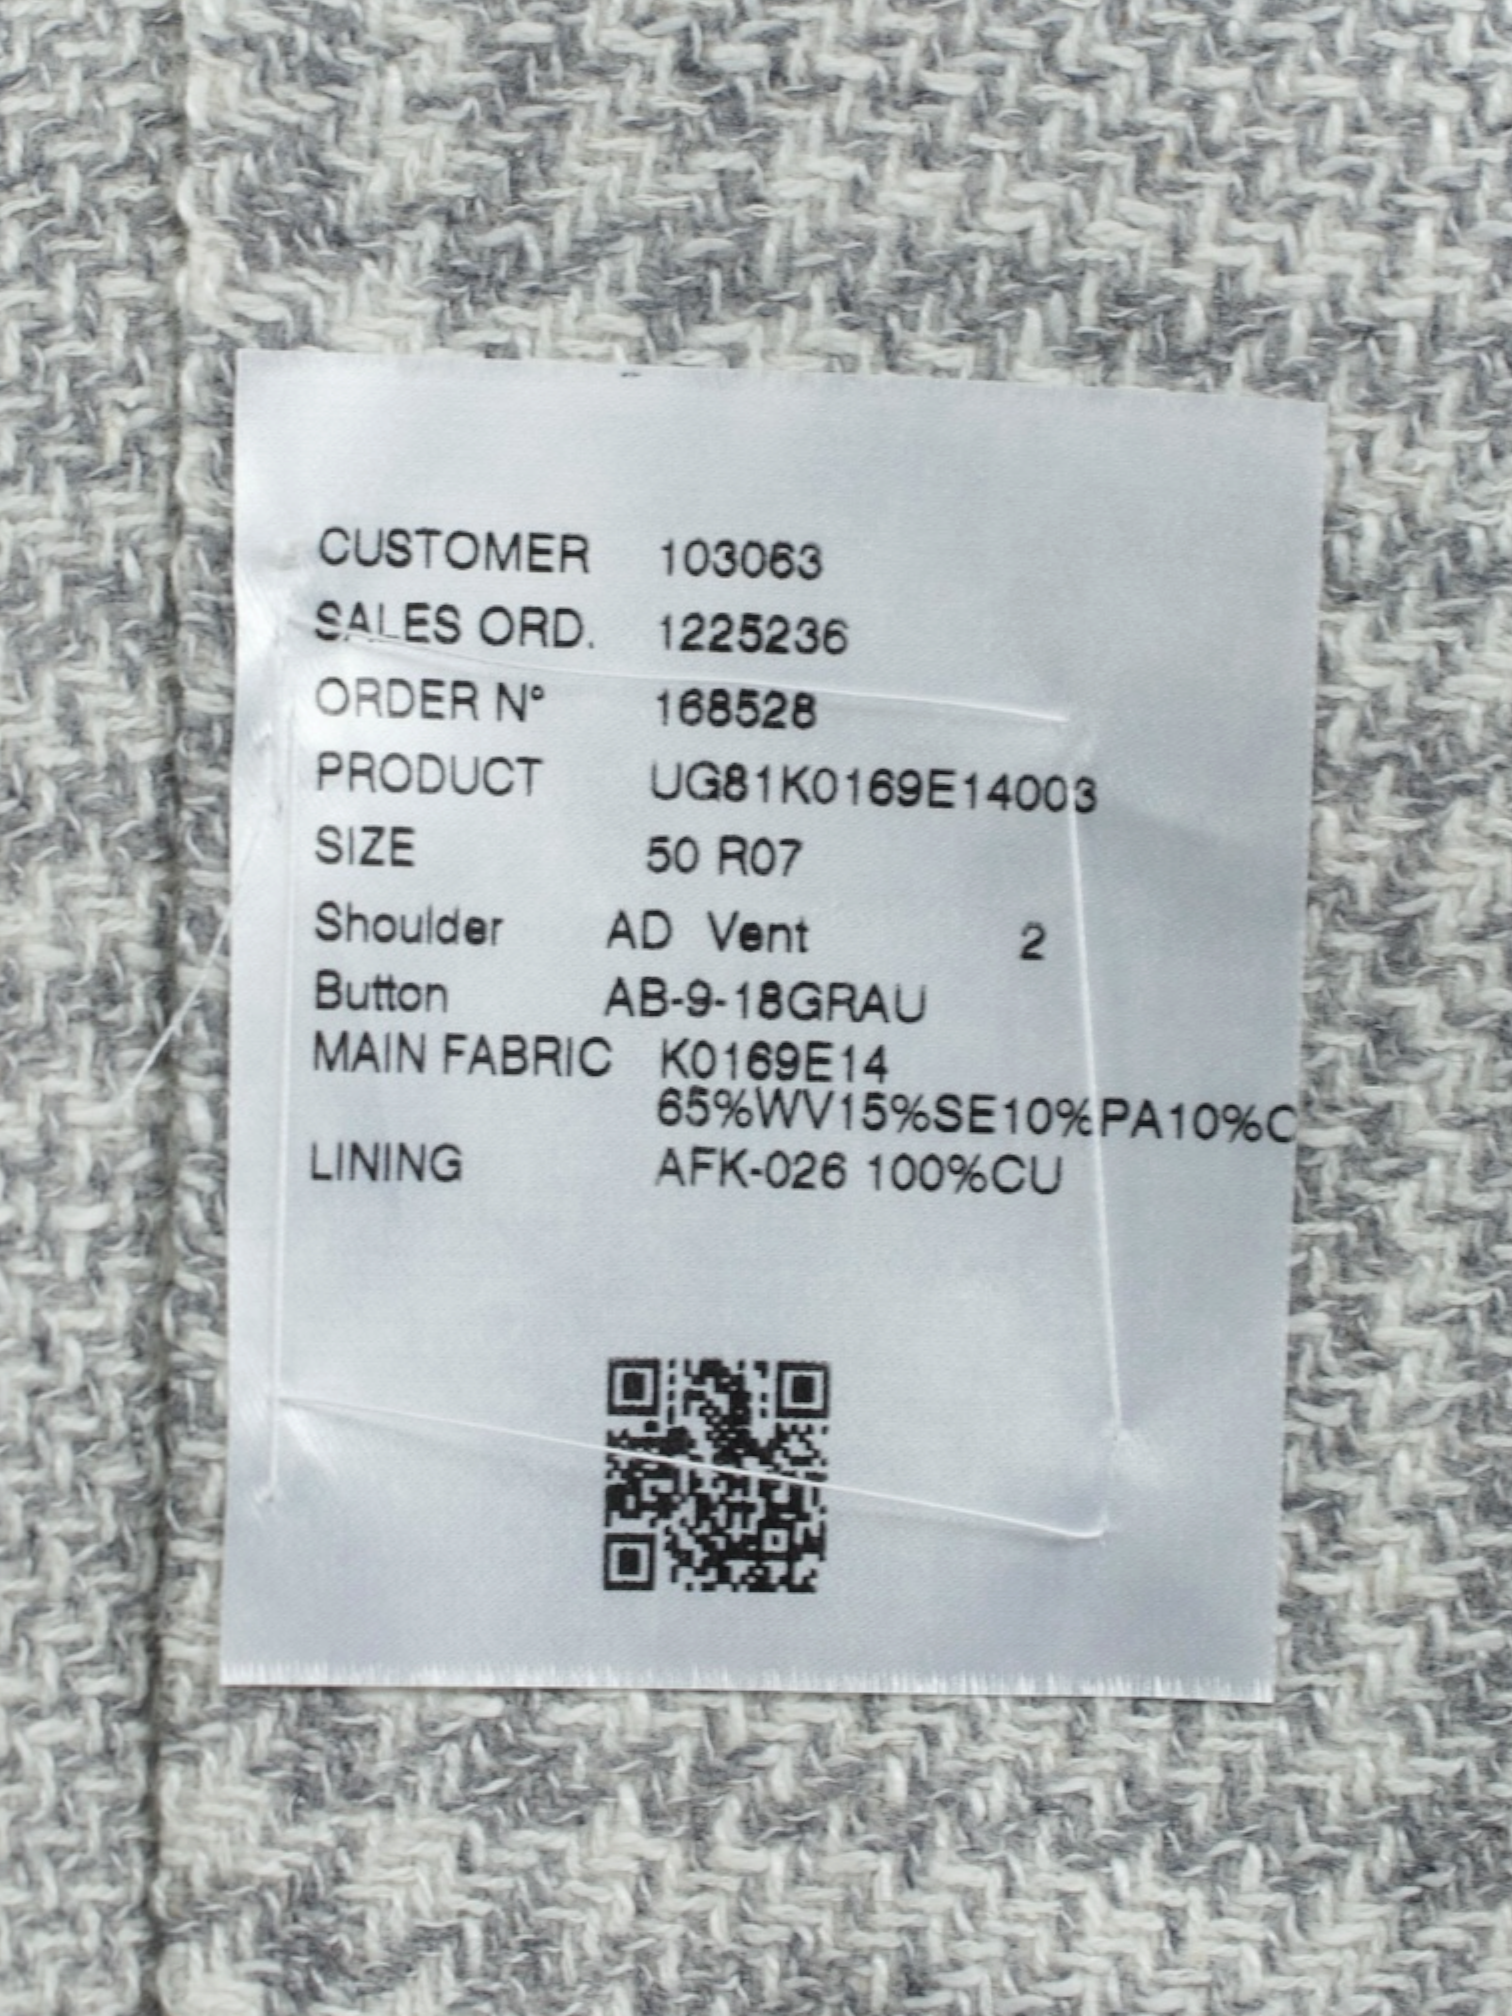 CUSTOMER 103063
SALES ORD. 1225236
ORDER N° 168528
PRODUCT UG81K0169E14003
SIZE 50 R07
Shoulder AD Vent 2
Button AB-9-18GRAU
MAIN FABRIC K0169E14
65%WV15%SE10%PA10%C
LINING AFK-026 100%CU